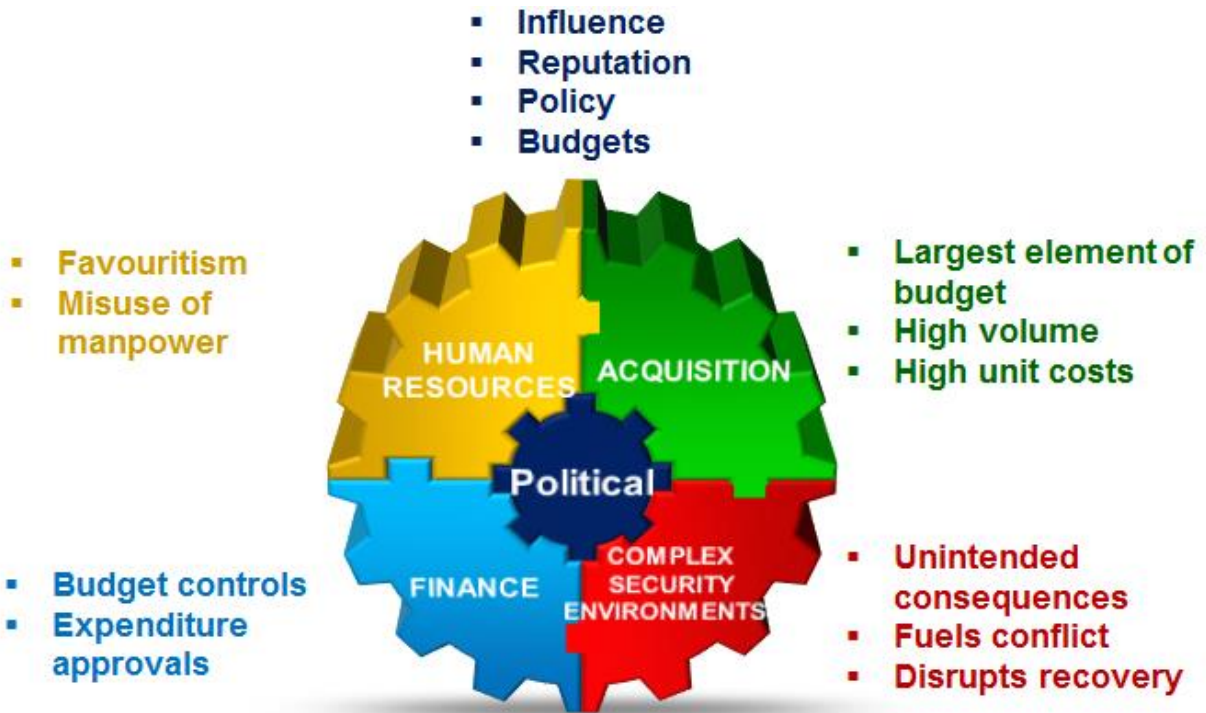 ▪ Influence
▪ Reputation
▪ Policy
▪ Budgets
▪ Favouritism
▪ Misuse of
manpower
▪ Largest element of
budget
▪ High volume
▪ High unit costs
HUMAN
RESOURCES
ACQUISITION
Political
FINANCE
COMPLEX
SECURITY
ENVIRONMENTS
▪ Budget controls
▪ Expenditure
approvals
▪ Unintended
consequences
▪ Fuels conflict
▪ Disrupts recovery